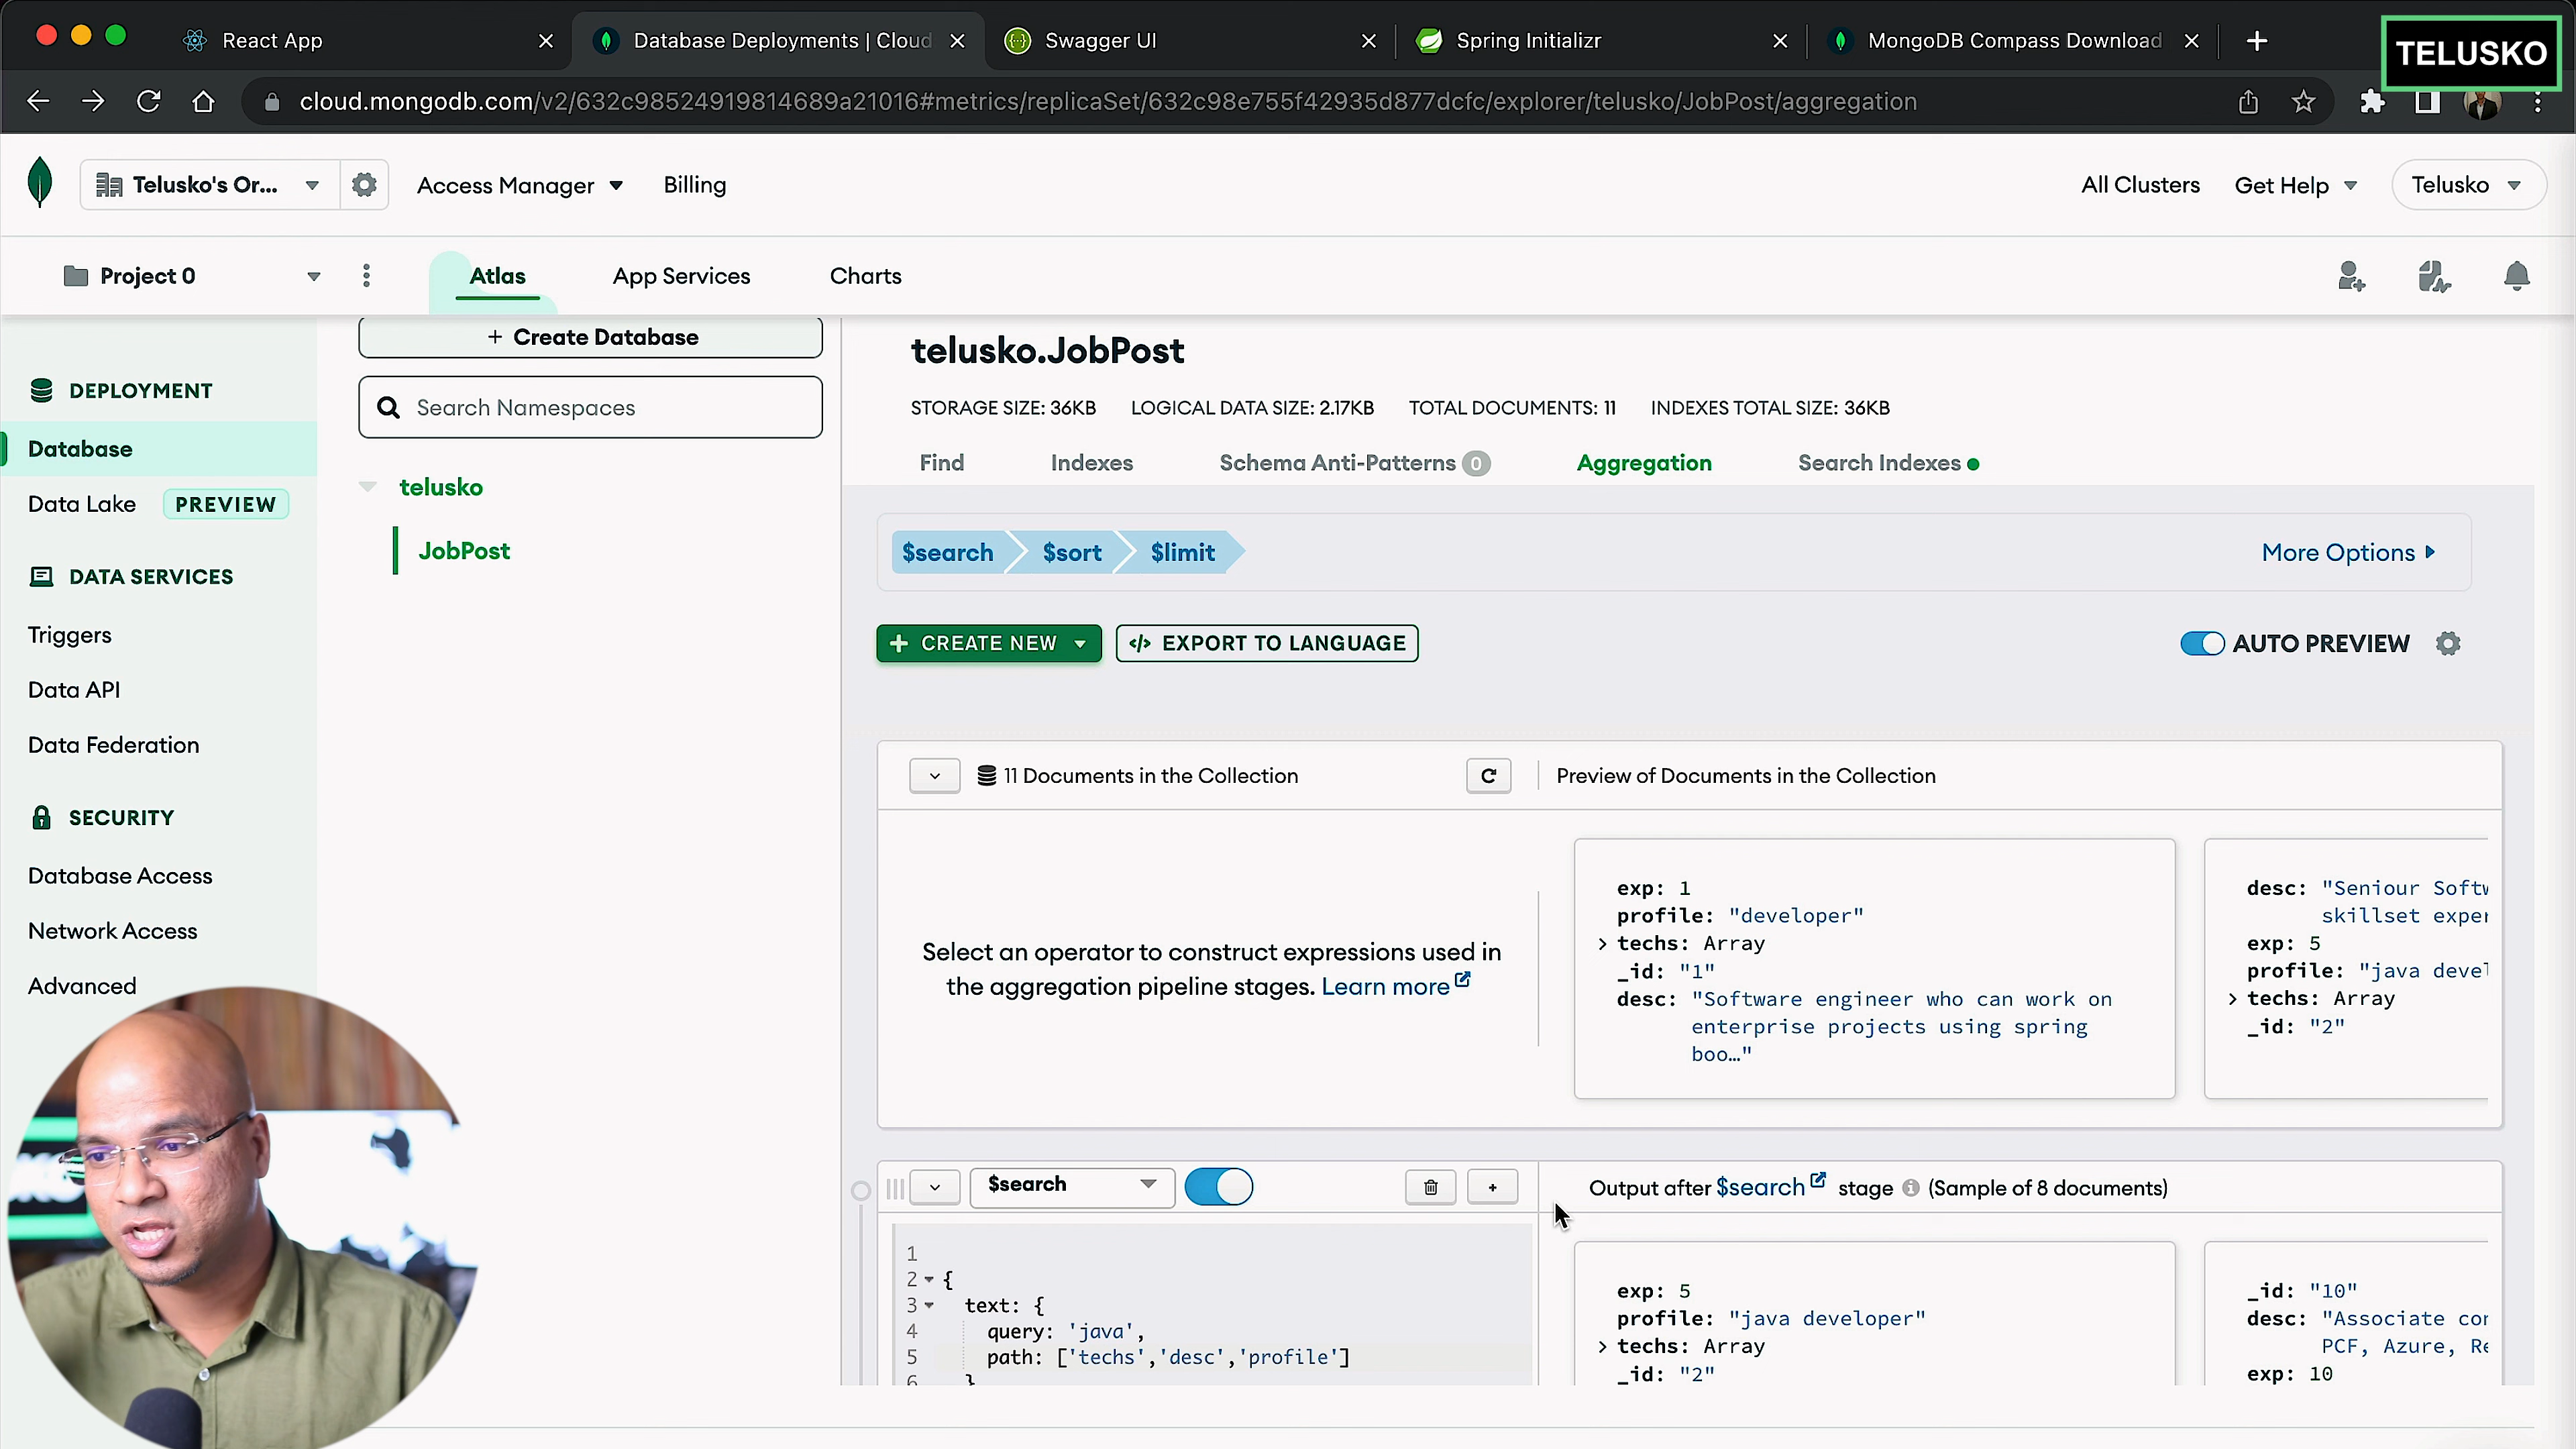 React App
Database Deployments | Cloud
Swagger UI
Spring Initializr
MongoDB Compass Download
TELUSKO
cloud.mongodb.com/v2/632c98524919814689a21016#metrics/replicaSet/632c98e755f42935d877dcfc/explorer/telusko/JobPost/aggregation
Telusko's Or...
Access Manager
Billing
All Clusters
Get Help
Telusko
Project 0
Atlas
App Services
Charts
DEPLOYMENT
Database
Data Lake PREVIEW
DATA SERVICES
Triggers
Data API
Data Federation
SECURITY
Database Access
Network Access
Advanced
+ Create Database
Search Namespaces
telusko
JobPost
telusko.JobPost
STORAGE SIZE: 36KB LOGICAL DATA SIZE: 2.17KB TOTAL DOCUMENTS: 11 INDEXES TOTAL SIZE: 36KB
Find Indexes Schema Anti-Patterns 0 Aggregation Search Indexes
$search $sort $limit
More Options
+ CREATE NEW
</> EXPORT TO LANGUAGE
AUTO PREVIEW
11 Documents in the Collection
Preview of Documents in the Collection
Select an operator to construct expressions used in
the aggregation pipeline stages. Learn more
exp: 1
profile: "developer"
techs: Array
_id: "1"
desc: "Software engineer who can work on
enterprise projects using spring
boo…"
desc: "Seniour Softw
skillset exper
exp: 5
profile: "java devel
techs: Array
_id: "2"
$search
+
Output after $search stage (Sample of 8 documents)
1
2 {
3 text: {
4 query: 'java',
5 path: ['techs','desc','profile']
6 }
exp: 5
profile: "java developer"
techs: Array
_id: "2"
_id: "10"
desc: "Associate con
PCF, Azure, Re
exp: 10